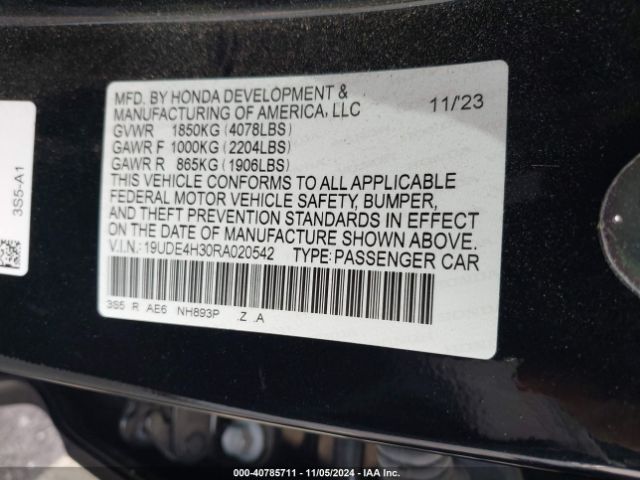 MFD. BY HONDA DEVELOPMENT &
MANUFACTURING OF AMERICA, LLC 11/'23
GVWR 1850KG (4078LBS)
GAWR F 1000KG (2204LBS)
GAWR R 865KG (1906LBS)
THIS VEHICLE CONFORMS TO ALL APPLICABLE
FEDERAL MOTOR VEHICLE SAFETY, BUMPER,
AND THEFT PREVENTION STANDARDS IN EFFECT
ON DATE OF MANUFACTURE SHOWN ABOVE.
V.I.N.:19UDE4H30RA020542 TYPE:PASSENGER CAR
3S5 R AE6 NH893P .Z .A
3S5-A1
000-40785711 - 11/05/2024 - IAA Inc.